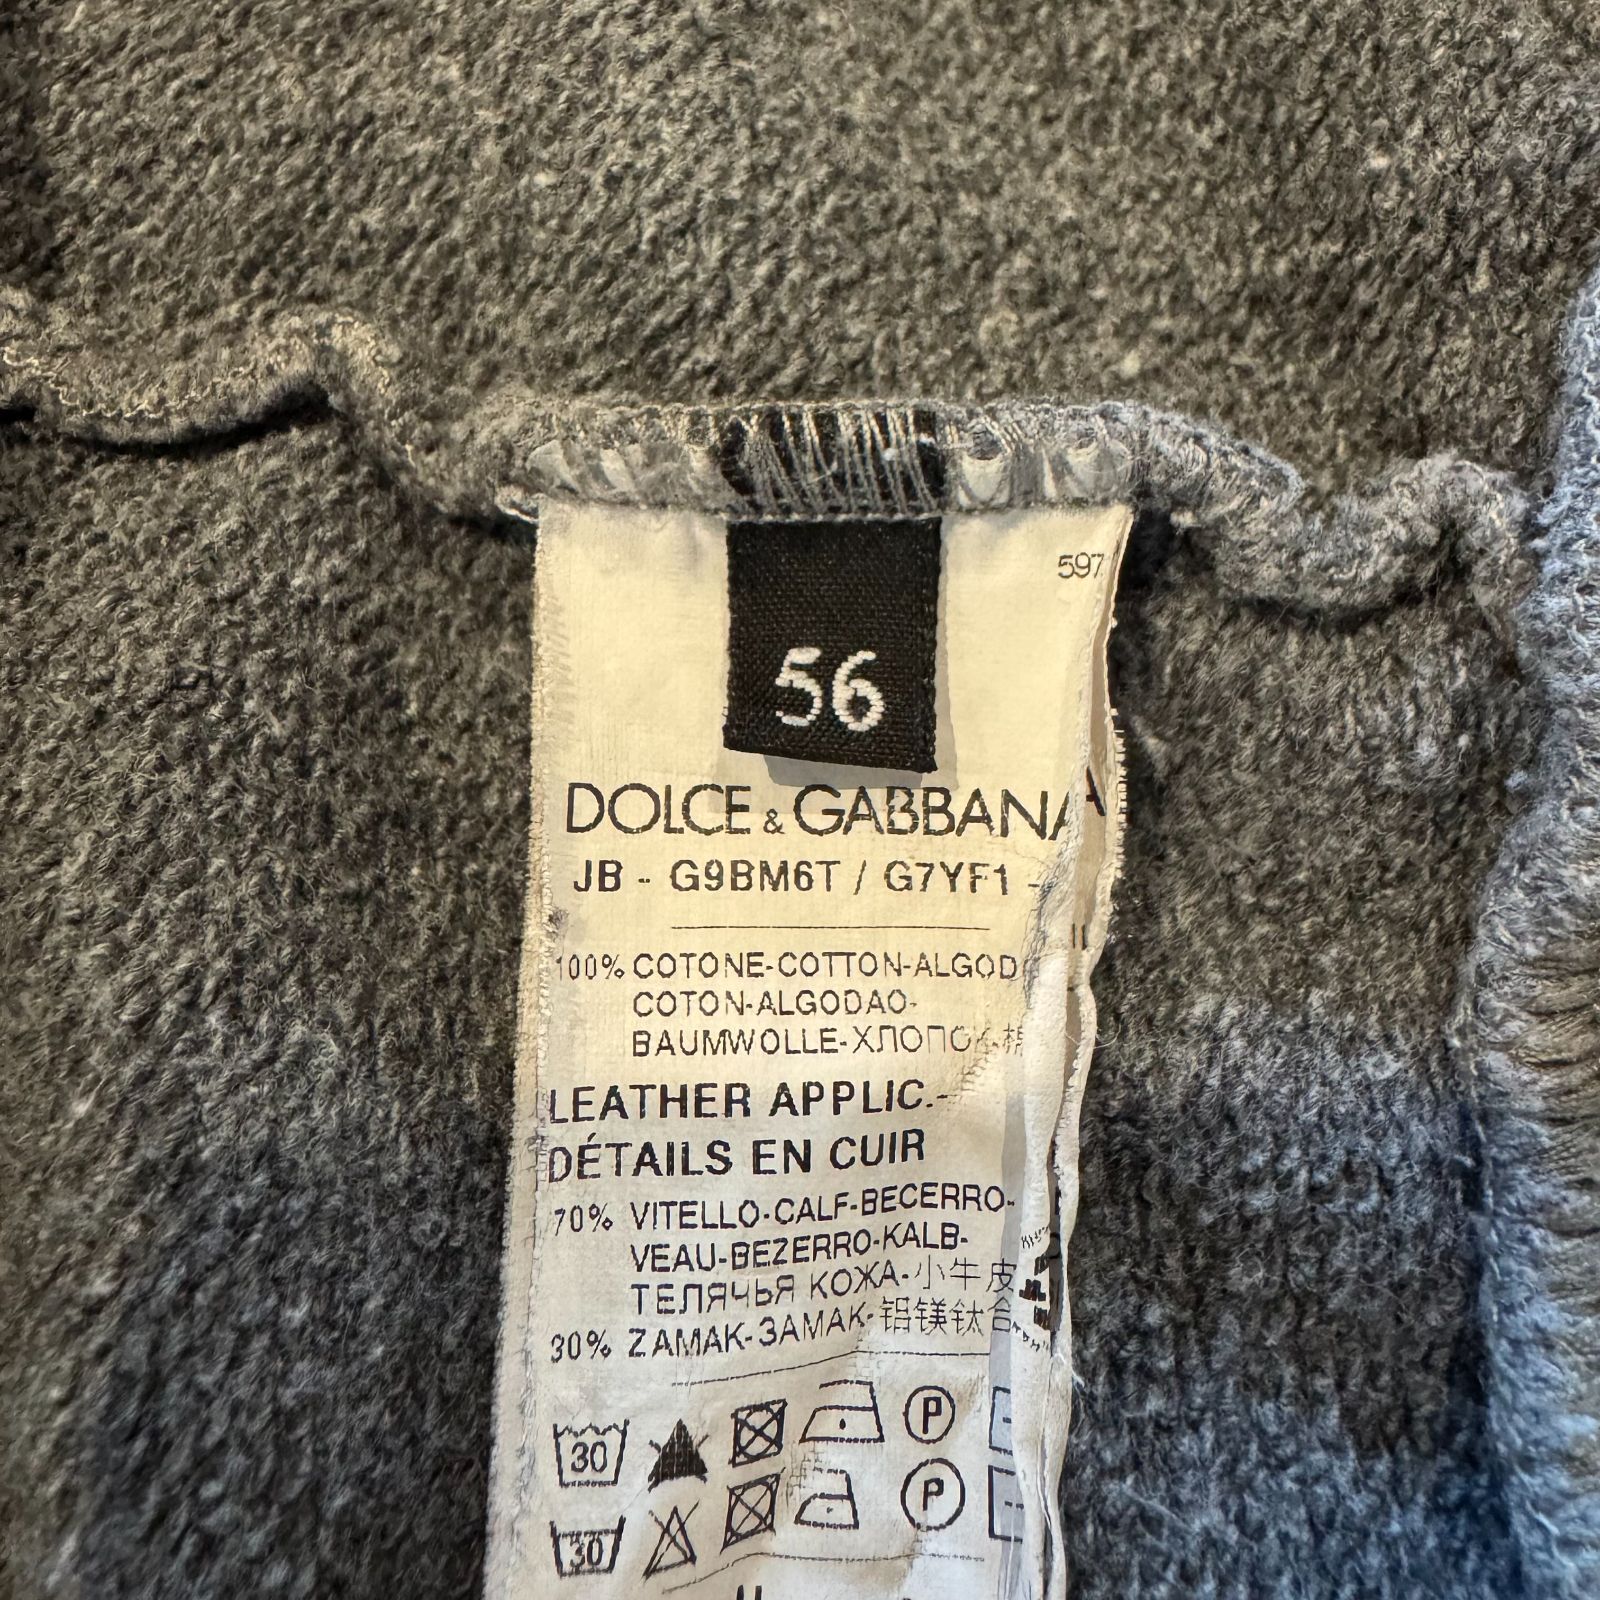 597
56
DOLCE & GABBANA
JB - G9BM6T / G7YF1 -
100% COTONE-COTTON-ALGOD
COTON-ALGODAO-
BAUMWOLLE-ХЛОПОК-棉
LEATHER APPLIC.-
DÉTAILS EN CUIR
70% VITELLO-CALF-BECERRO-
VEAU-BEZERRO-KALB-
ТЕЛЯЧЬЯ КОЖА-小牛皮
30% ZAMAK-ЗАМАК-铝镁钛合
30 P
30 P